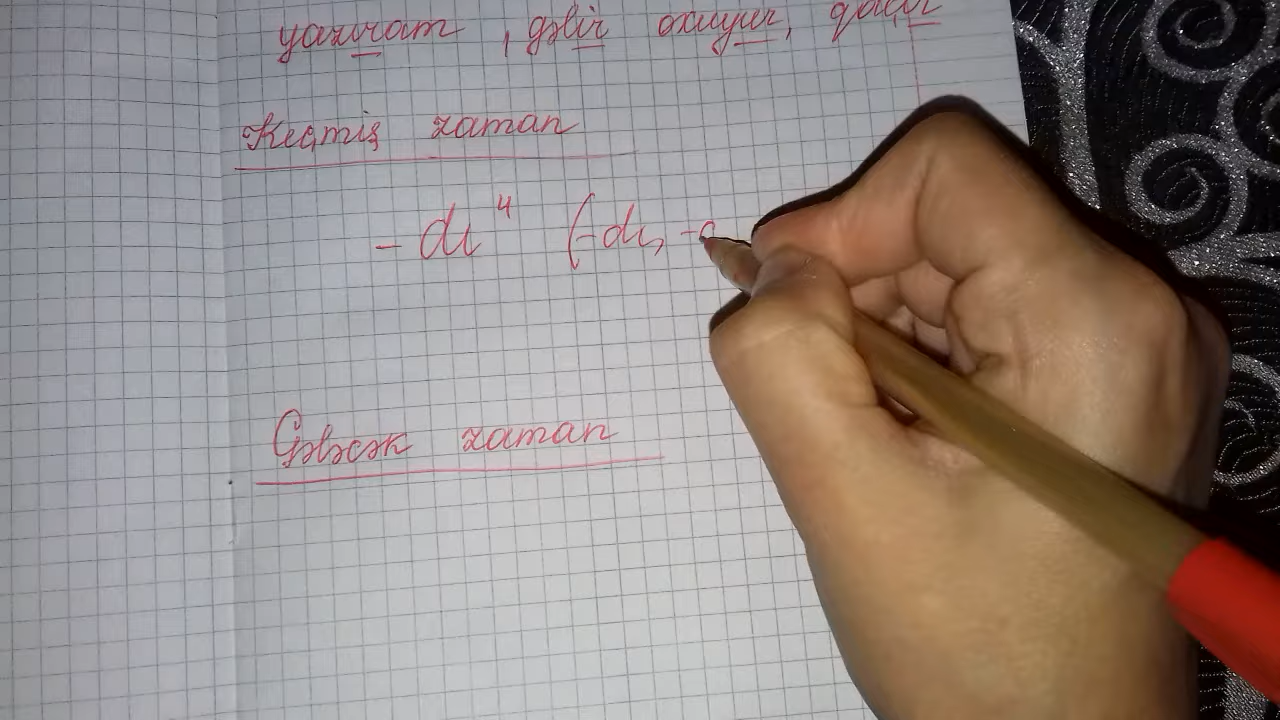 yazıram, gəlir oxuyur, qaçır
Keçmiş zaman
- dı⁴ (-dı, -
Gələcək zaman